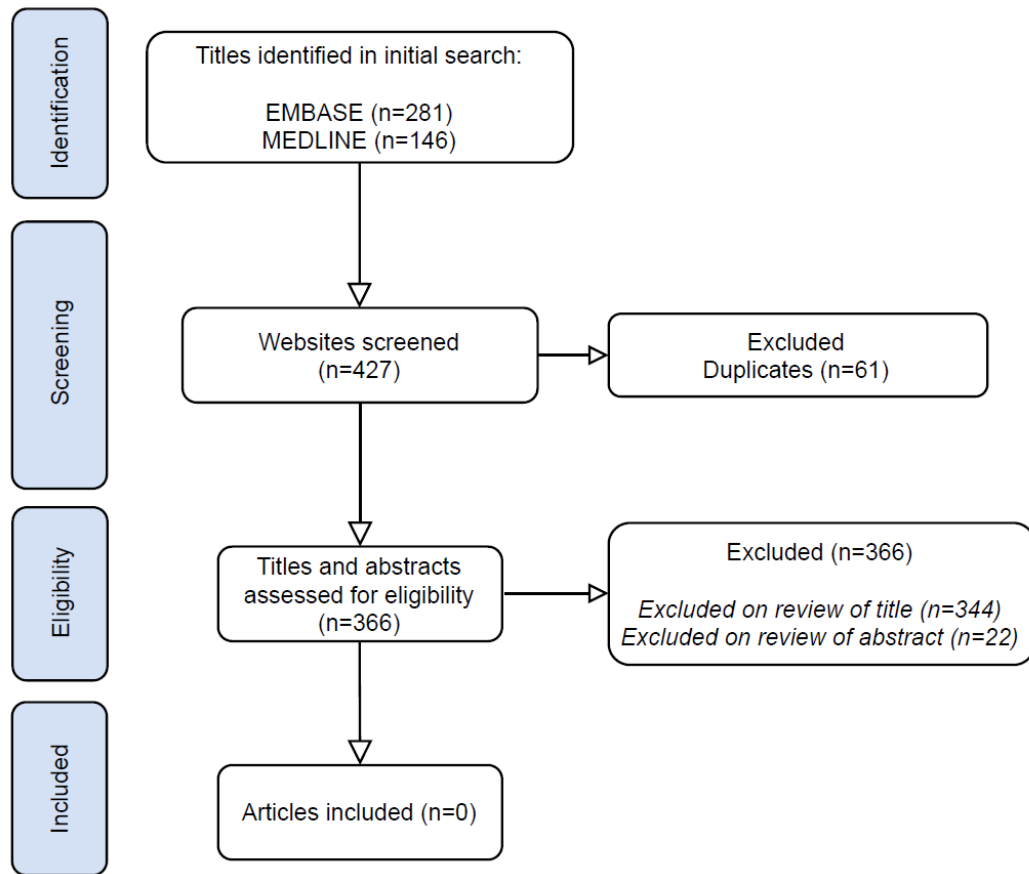 Identification
Titles identified in initial search:
EMBASE (n=281)
MEDLINE (n=146)
Screening
Websites screened
(n=427)
Excluded
Duplicates (n=61)
Eligibility
Titles and abstracts
assessed for eligibility
(n=366)
Excluded (n=366)
Excluded on review of title (n=344)
Excluded on review of abstract (n=22)
Included
Articles included (n=0)